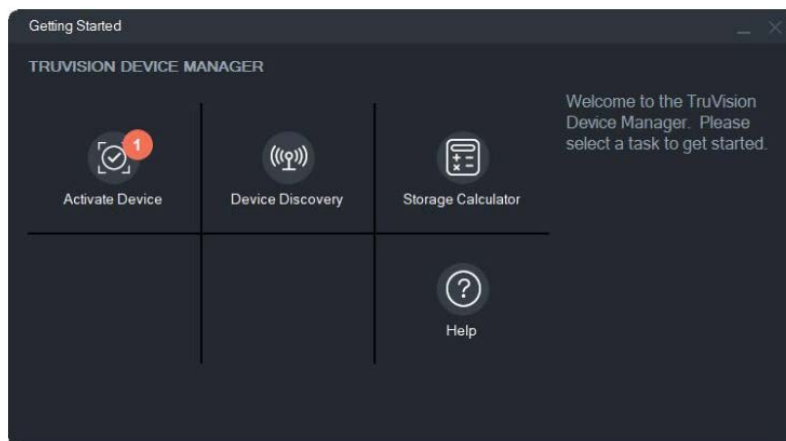 Getting Started
TRUVISION DEVICE MANAGER
Welcome to the TruVision
Device Manager. Please
select a task to get started.
1
Activate Device
Device Discovery
Storage Calculator
?
Help